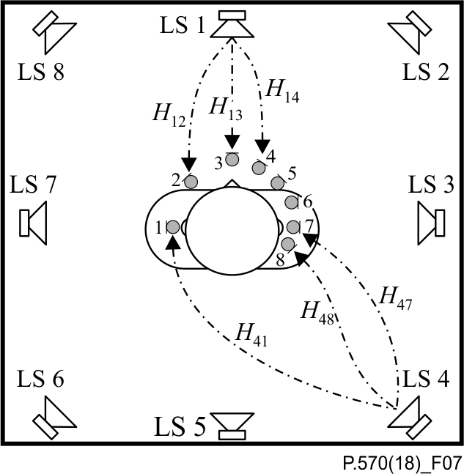 LS 1
LS 8
LS 2
H12
H13
H14
3
4
2
5
LS 7
6
LS 3
1
7
8
H41
H48
H47
LS 6
LS 4
LS 5
P.570(18)_F07